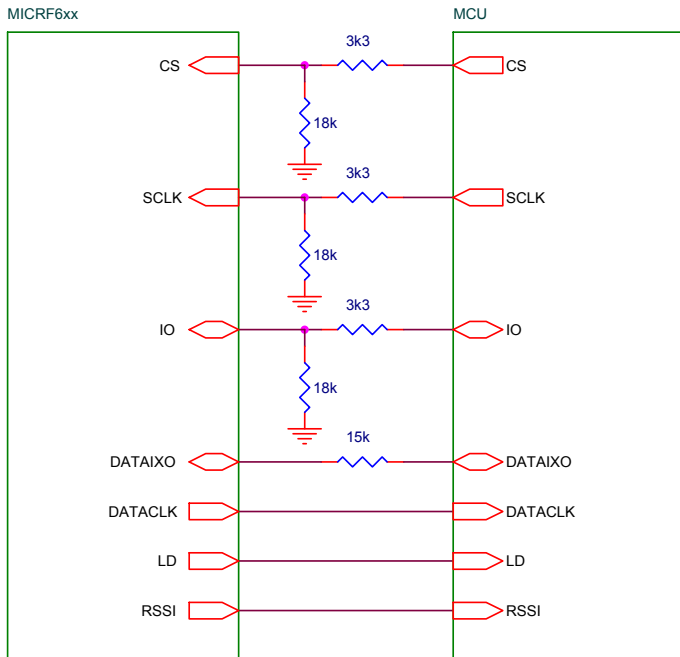 MICRF6xx MCU
3k3
CS CS
18k
3k3
SCLK SCLK
18k
3k3
IO IO
18k
15k
DATAIXO DATAIXO
DATACLK DATACLK
LD LD
RSSI RSSI